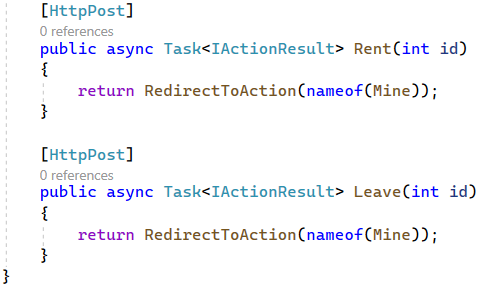 [HttpPost]
0 references
public async Task<IActionResult> Rent(int id)
{
    return RedirectToAction(nameof(Mine));
}
[HttpPost]
0 references
public async Task<IActionResult> Leave(int id)
{
    return RedirectToAction(nameof(Mine));
}
}